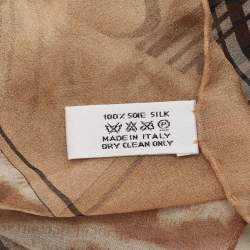 100% SOIE SILK
MADE IN ITALY
DRY CLEAN ONLY